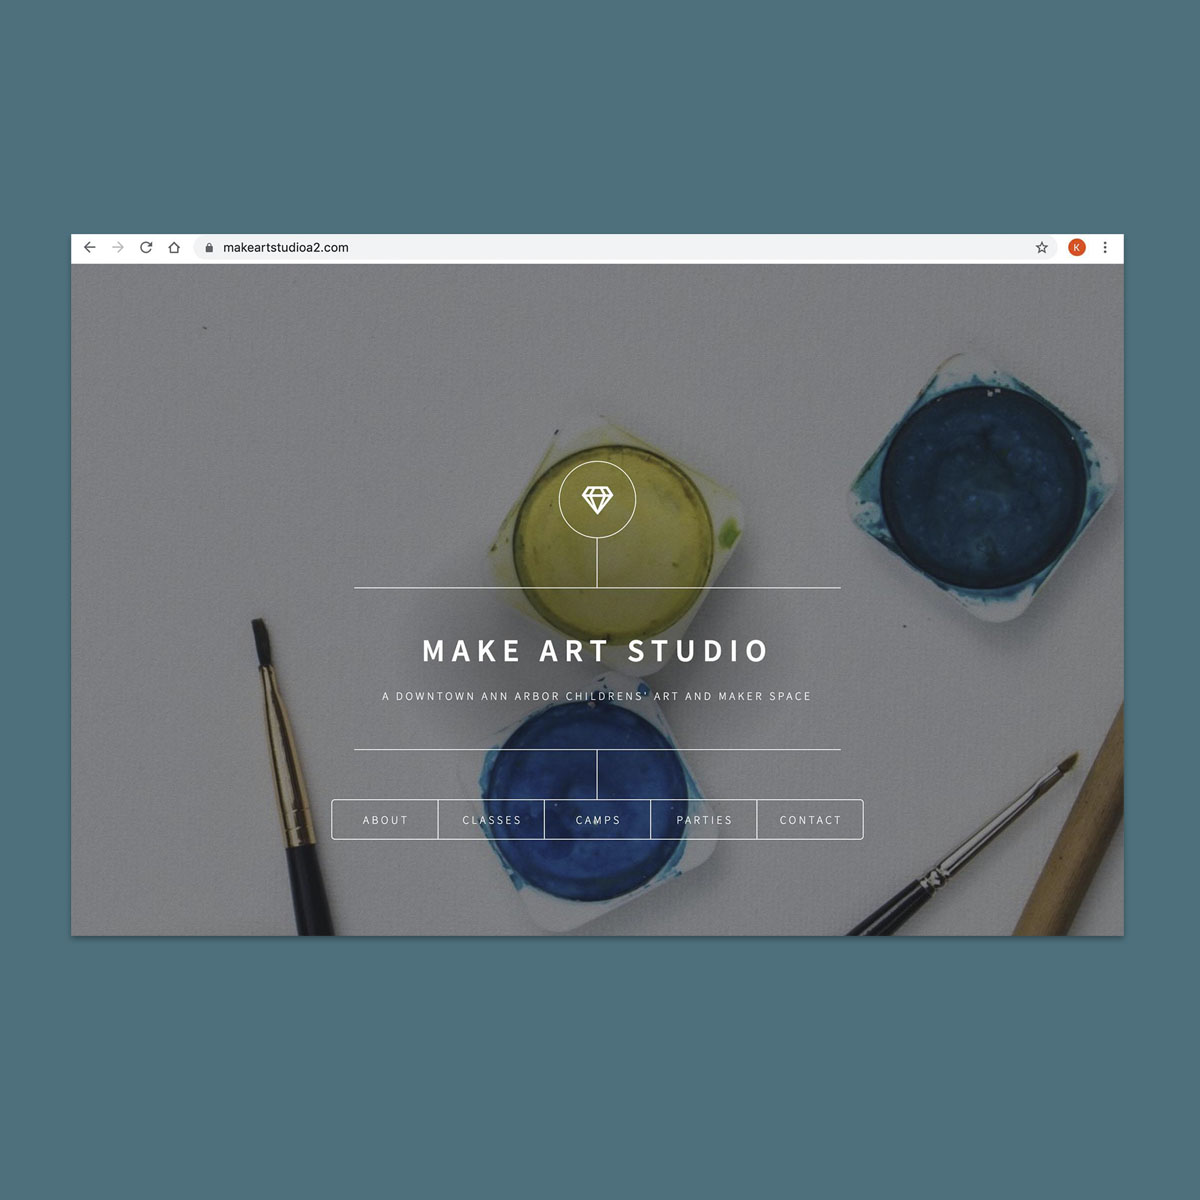 makeartstudioa2.com
K
MAKE ART STUDIO
A DOWNTOWN ANN ARBOR CHILDRENS' ART AND MAKER SPACE
ABOUT CLASSES CAMPS PARTIES CONTACT